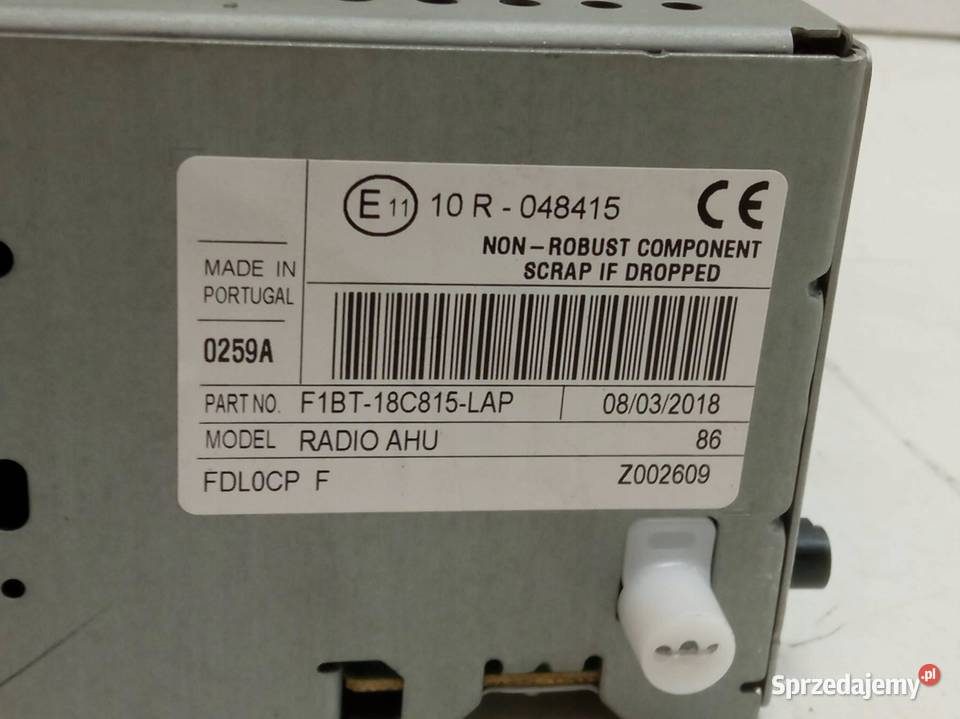 E 11 10 R - 048415 CE
NON-ROBUST COMPONENT
SCRAP IF DROPPED
MADE IN
PORTUGAL
0259A
PART NO. F1BT-18C815-LAP 08/03/2018
MODEL RADIO AHU 86
FDL0CP F Z002609
Sprzedajemy.pl